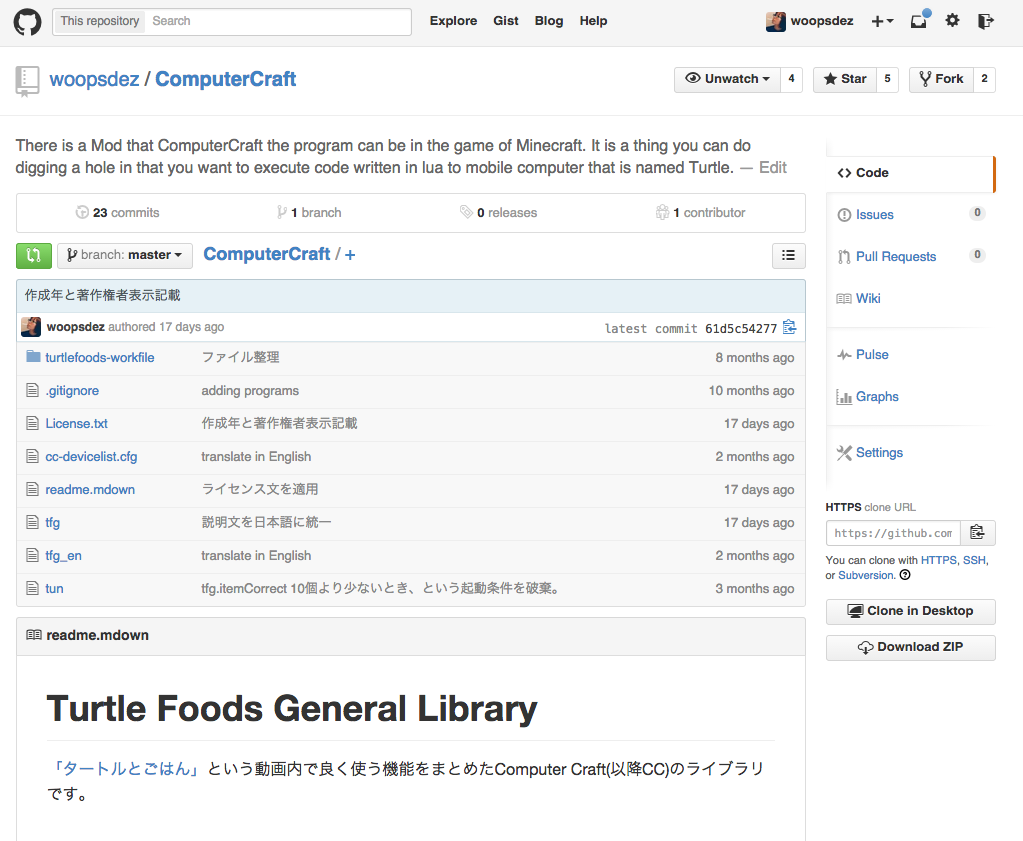 This repository Search Explore Gist Blog Help woopsdez
woopsdez / ComputerCraft Unwatch 4 Star 5 Fork 2
There is a Mod that ComputerCraft the program can be in the game of Minecraft. It is a thing you can do
digging a hole in that you want to execute code written in lua to mobile computer that is named Turtle. — Edit
23 commits 1 branch 0 releases 1 contributor
branch: master ComputerCraft / +
作成年と著作権者表示記載
woopsdez authored 17 days ago latest commit 61d5c54277
turtlefoods-workfile ファイル整理 8 months ago
.gitignore adding programs 10 months ago
License.txt 作成年と著作権者表示記載 17 days ago
cc-devicelist.cfg translate in English 2 months ago
readme.mdown ライセンス文を適用 17 days ago
tfg 説明文を日本語に統一 17 days ago
tfg_en translate in English 2 months ago
tun tfg.itemCorrect 10個より少ないとき、という起動条件を破棄。 3 months ago
readme.mdown
Turtle Foods General Library
「タートルとごはん」という動画内で良く使う機能をまとめたComputer Craft(以降CC)のライブラリ
です。
Code
Issues 0
Pull Requests 0
Wiki
Pulse
Graphs
Settings
HTTPS clone URL
https://github.com
You can clone with HTTPS, SSH,
or Subversion.
Clone in Desktop
Download ZIP